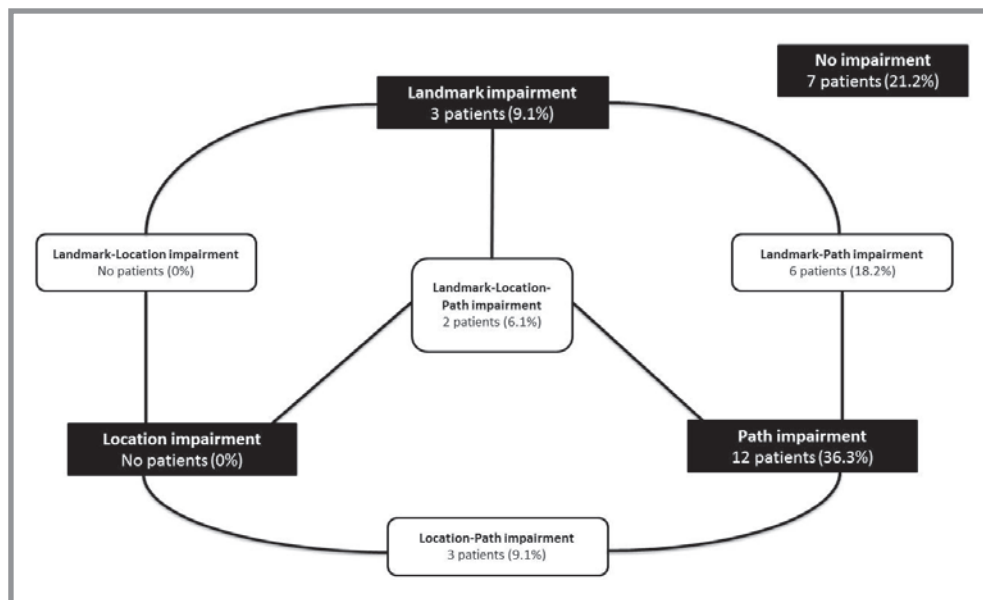 No impairment
7 patients (21.2%)
Landmark impairment
3 patients (9.1%)
Landmark-Location impairment
No patients (0%)
Landmark-Path impairment
6 patients (18.2%)
Landmark-Location-
Path impairment
2 patients (6.1%)
Location impairment
No patients (0%)
Path impairment
12 patients (36.3%)
Location-Path impairment
3 patients (9.1%)